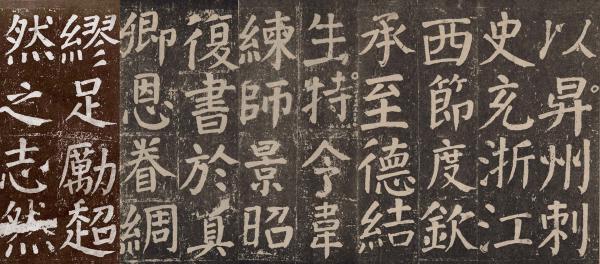 以昇州刺
史充浙江
西節度欽
承至德結
生特令韋
練師景昭
復書於真
卿恩眷綢
繆足勵超
然之志然